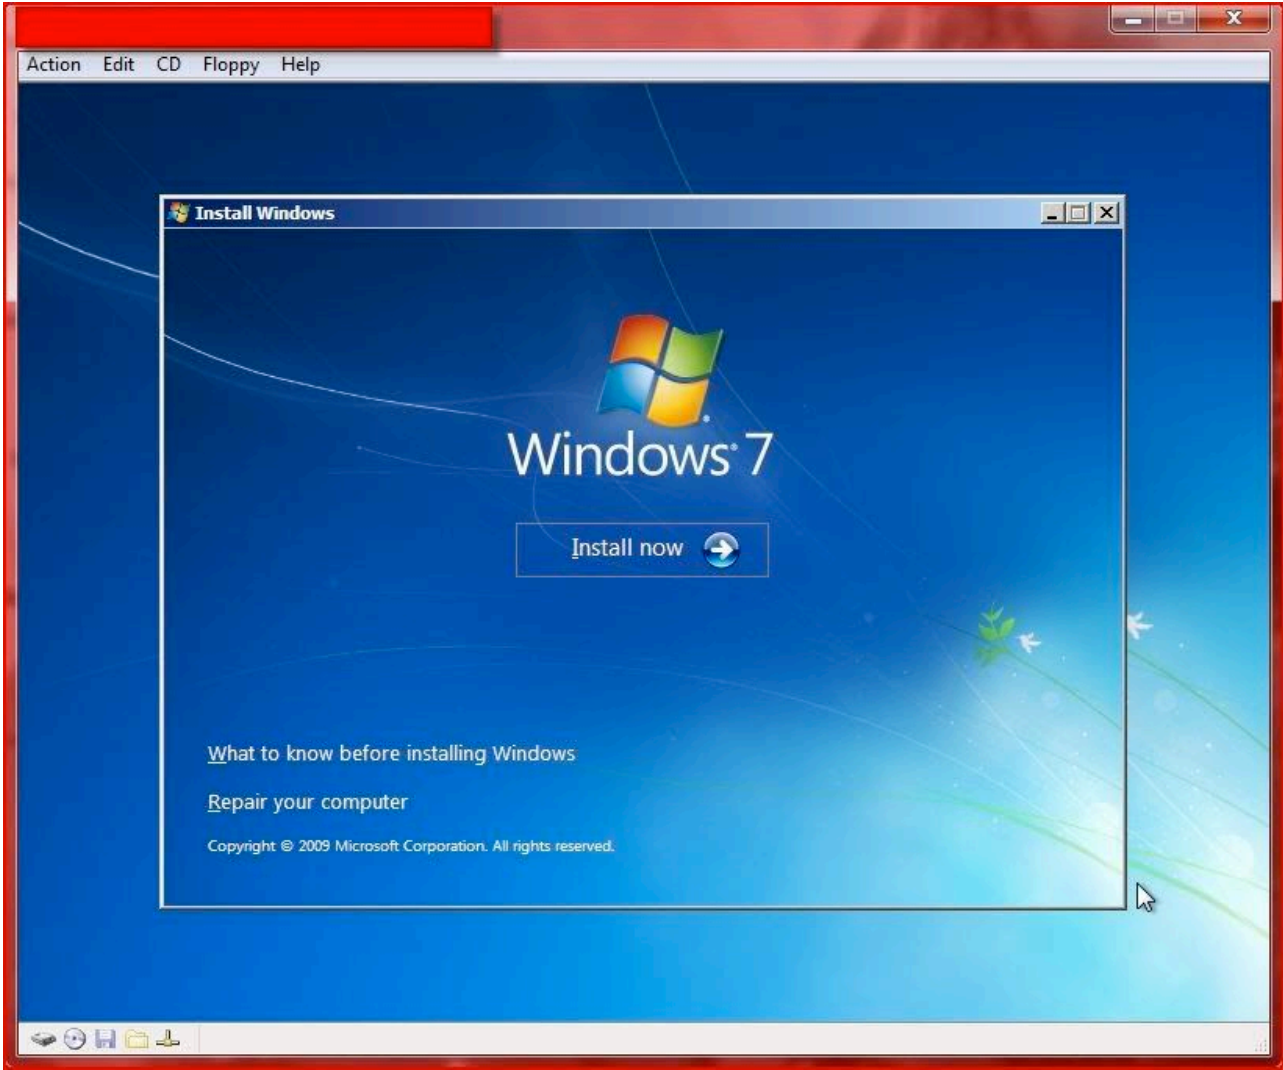 Action Edit CD Floppy Help
Install Windows
Windows® 7
Install now
What to know before installing Windows
Repair your computer
Copyright © 2009 Microsoft Corporation. All rights reserved.